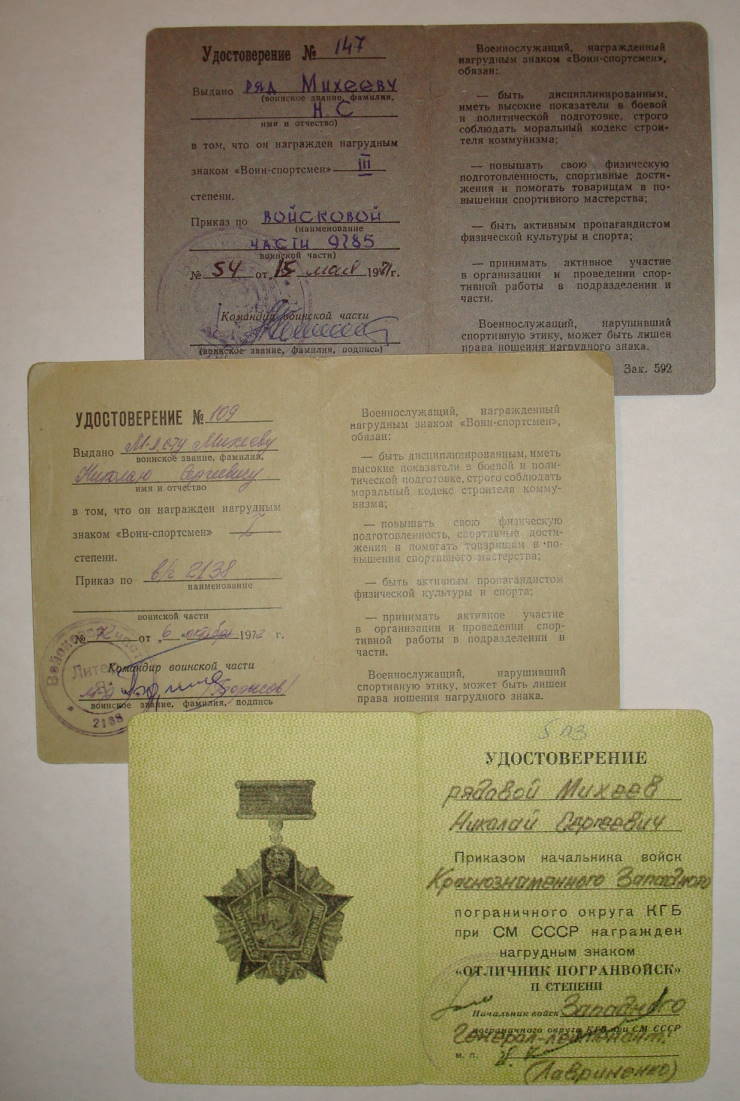 Удостоверение № 147
Выдано ряд Михееву
(воинское звание, фамилия,
Н.С
имя и отчество)
в том, что он награжден нагрудным
знаком «Воин-спортсмен» III
степени.
Приказ по ВОЙСКОВОЙ
(наименование
ЧАСТИ 9785
воинской части)
№ 54 от 15 мая 1971г.
Командир воинской части
(воинское звание, фамилия, подпись)
Военнослужащий, награжденный
нагрудным знаком «Воин-спортсмен»,
обязан:
— быть дисциплинированным,
иметь высокие показатели в боевой
и политической подготовке, строго
соблюдать моральный кодекс строи-
теля коммунизма;
— повышать свою физическую
подготовленность, спортивные дости-
жения и помогать товарищам в по-
вышении спортивного мастерства;
— быть активным пропагандистом
физической культуры и спорта;
— принимать активное участие
в организации и проведении спор-
тивной работы в подразделении и
части.
Военнослужащий, нарушивший
спортивную этику, может быть лишен
права ношения нагрудного знака.
Зак. 592
УДОСТОВЕРЕНИЕ № 109
Выдано Михееву
воинское звание, фамилия,
Николаю Сергеевичу
имя и отчество
в том, что он награжден нагрудным
знаком «Воин-спортсмен» I
степени.
Приказ по в/ч 2138
наименование
воинской части
№ 72 от 6 октября 1972 г.
Командир воинской части
Борисов
воинское звание, фамилия, подпись
2138
Военнослужащий, награжденный
нагрудным знаком «Воин-спортсмен»,
обязан:
— быть дисциплинированным, иметь
высокие показатели в боевой и поли-
тической подготовке, строго соблюдать
моральный кодекс строителя комму-
низма;
— повышать свою физическую
подготовленность, спортивные дости-
жения и помогать товарищам в по-
вышении спортивного мастерства;
— быть активным пропагандистом
физической культуры и спорта;
— принимать активное участие
в организации и проведении спор-
тивной работы в подразделении и
части.
Военнослужащий, нарушивший
спортивную этику, может быть лишен
права ношения нагрудного знака.
5 ПЗ
УДОСТОВЕРЕНИЕ
рядовой Михеев
Николай Сергеевич
Приказом начальника войск
Краснознаменного Западного
пограничного округа КГБ
при СМ СССР награжден
нагрудным знаком
«ОТЛИЧНИК ПОГРАНВОЙСК»
II СТЕПЕНИ
Начальник войск Западного
пограничного округа КГБ при СМ СССР
Генерал-лейтенант
м. п.
(Лавриненко)